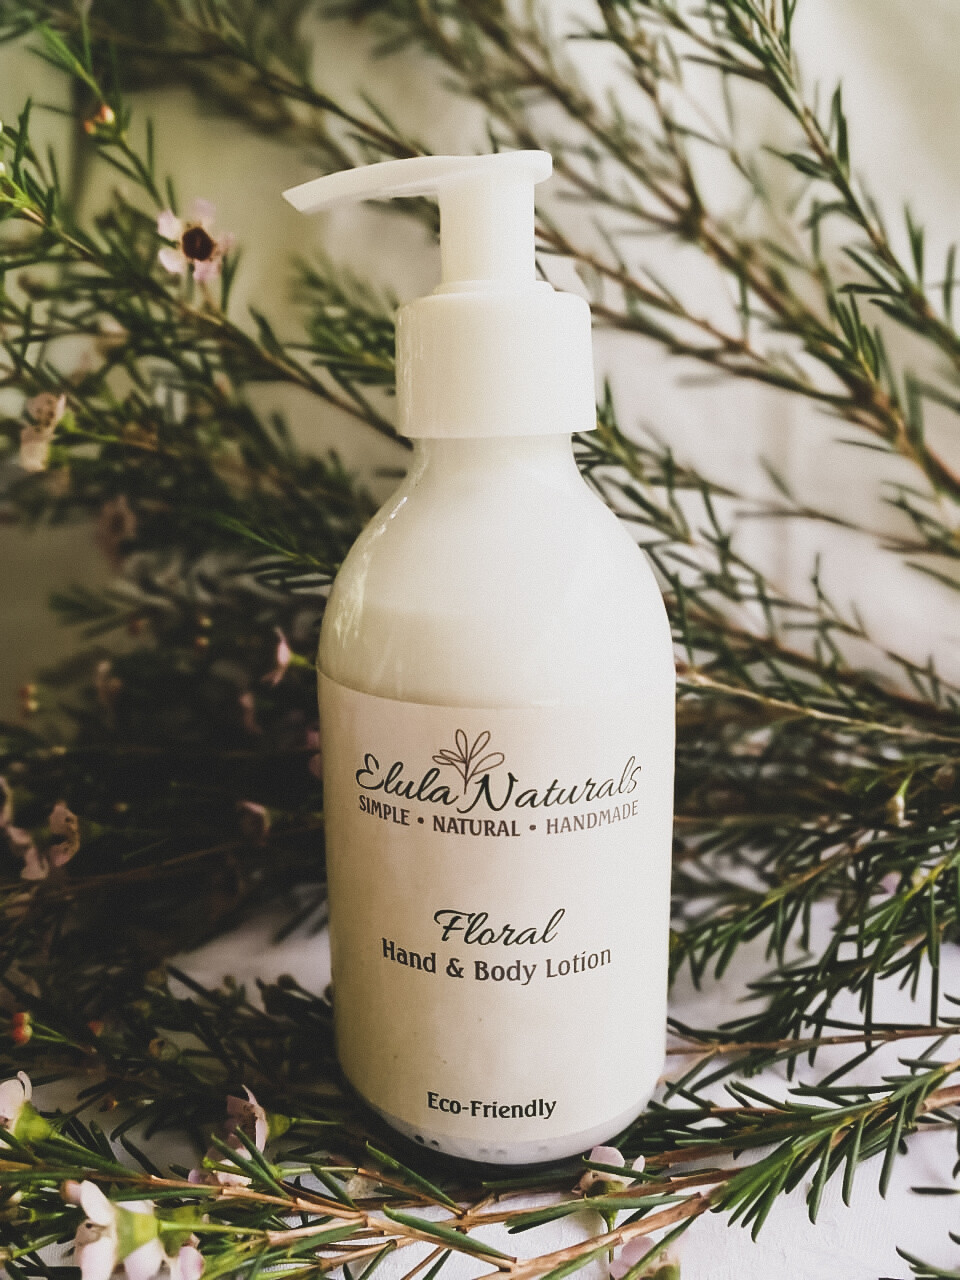 Elula Naturals
SIMPLE • NATURAL • HANDMADE
Floral
Hand & Body Lotion
Eco-Friendly